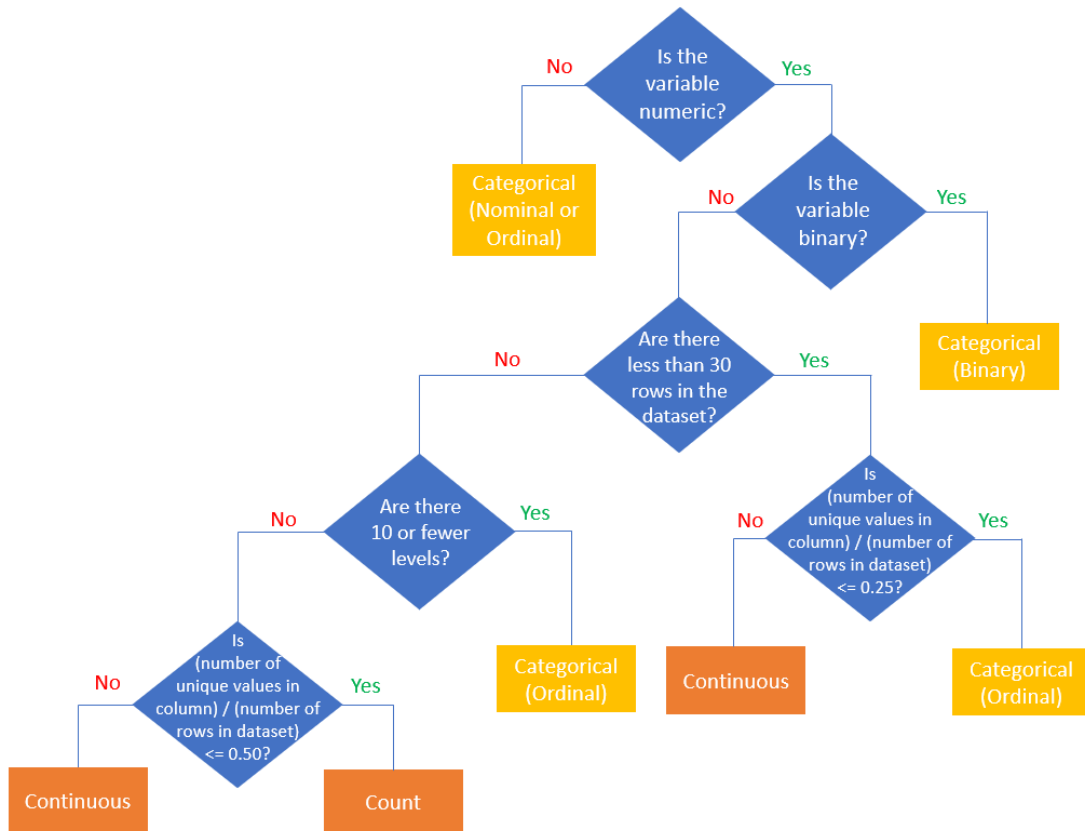 Is the
variable
numeric?
No
Yes
Categorical
(Nominal or
Ordinal)
Is the
variable
binary?
No
Yes
Categorical
(Binary)
Are there
less than 30
rows in the
dataset?
No
Yes
Are there
10 or fewer
levels?
No
Yes
Is
(number of
unique values in
column) / (number of
rows in dataset)
<= 0.25?
No
Yes
Is
(number of
unique values in
column) / (number of
rows in dataset)
<= 0.50?
No
Yes
Categorical
(Ordinal)
Continuous
Categorical
(Ordinal)
Continuous
Count